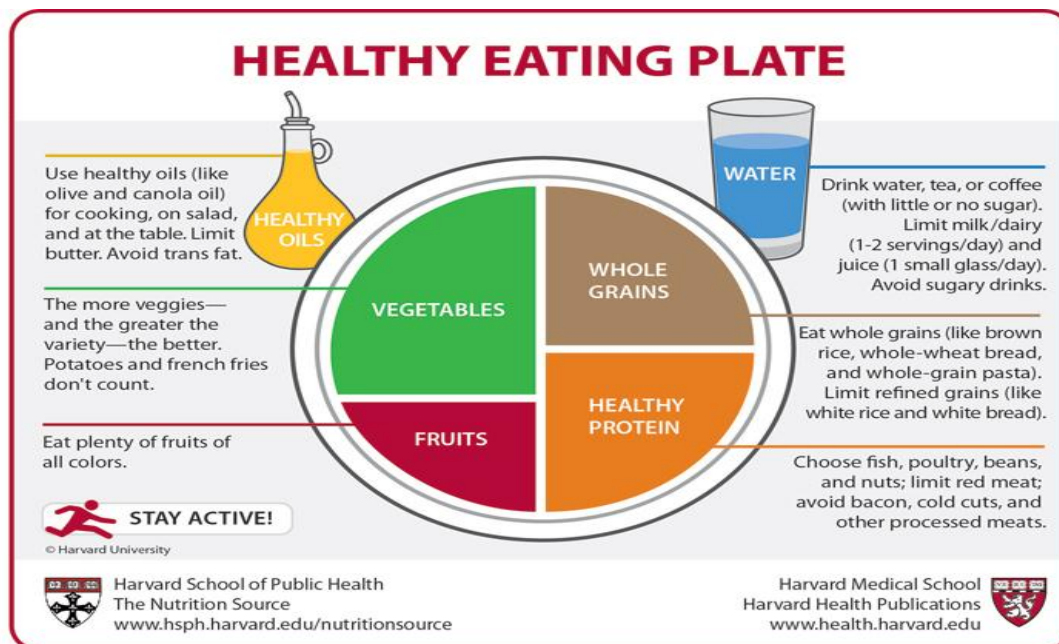 HEALTHY EATING PLATE
Use healthy oils (like
olive and canola oil)
for cooking, on salad,
and at the table. Limit
butter. Avoid trans fat.
HEALTHY
OILS
The more veggies—
and the greater the
variety—the better.
Potatoes and french fries
don't count.
Eat plenty of fruits of
all colors.
VEGETABLES
FRUITS
WHOLE
GRAINS
HEALTHY
PROTEIN
WATER
Drink water, tea, or coffee
(with little or no sugar).
Limit milk/dairy
(1-2 servings/day) and
juice (1 small glass/day).
Avoid sugary drinks.
Eat whole grains (like brown
rice, whole-wheat bread,
and whole-grain pasta).
Limit refined grains (like
white rice and white bread).
Choose fish, poultry, beans,
and nuts; limit red meat;
avoid bacon, cold cuts, and
other processed meats.
STAY ACTIVE!
© Harvard University
Harvard School of Public Health
The Nutrition Source
www.hsph.harvard.edu/nutritionsource
Harvard Medical School
Harvard Health Publications
www.health.harvard.edu